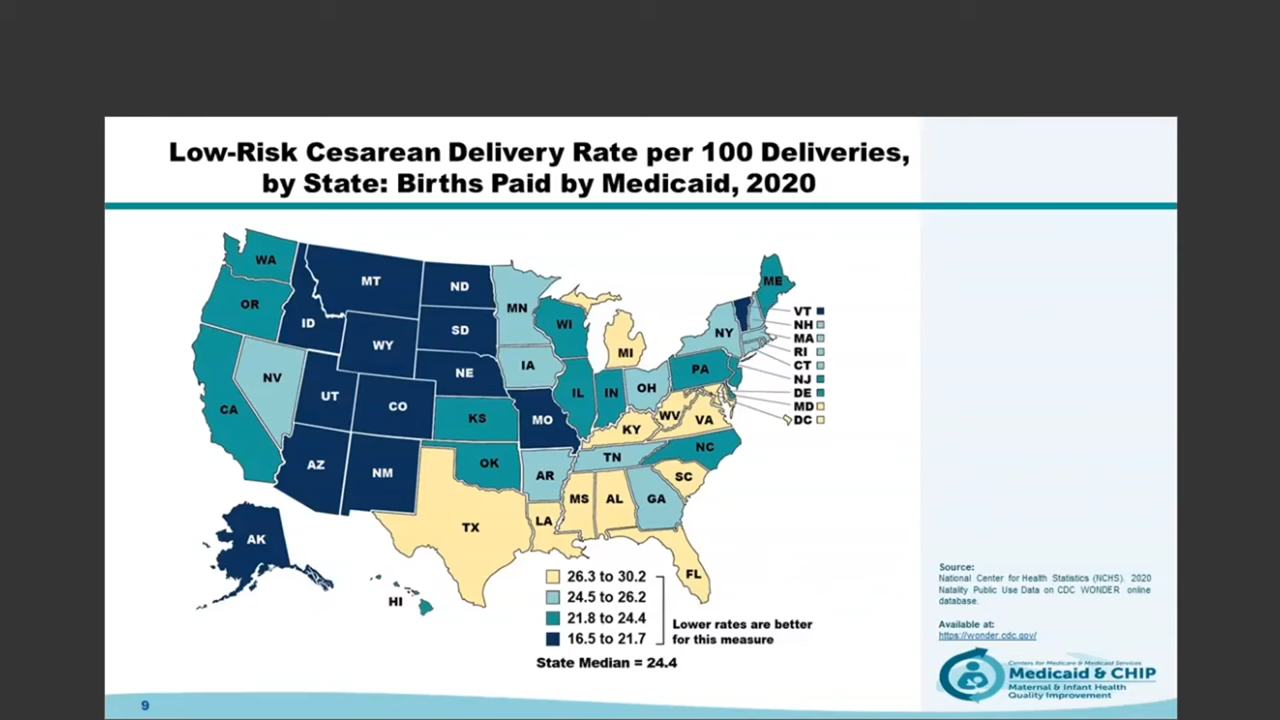 Low-Risk Cesarean Delivery Rate per 100 Deliveries,
by State: Births Paid by Medicaid, 2020
WA
OR
CA
NV
ID
MT
WY
UT
CO
AZ
NM
ND
SD
NE
KS
OK
TX
MN
IA
MO
AR
LA
WI
IL
IN
MI
OH
KY
TN
MS
AL
GA
FL
SC
NC
VA
WV
PA
NY
ME
VT
NH
MA
RI
CT
NJ
DE
MD
DC
AK
HI
26.3 to 30.2
24.5 to 26.2
21.8 to 24.4
16.5 to 21.7
Lower rates are better
for this measure
State Median = 24.4
Source:
National Center for Health Statistics (NCHS). 2020
Natality Public Use Data on CDC WONDER online
database.
Available at:
https://wonder.cdc.gov/
Centers for Medicare & Medicaid Services
Medicaid & CHIP
Maternal & Infant Health
Quality Improvement
9